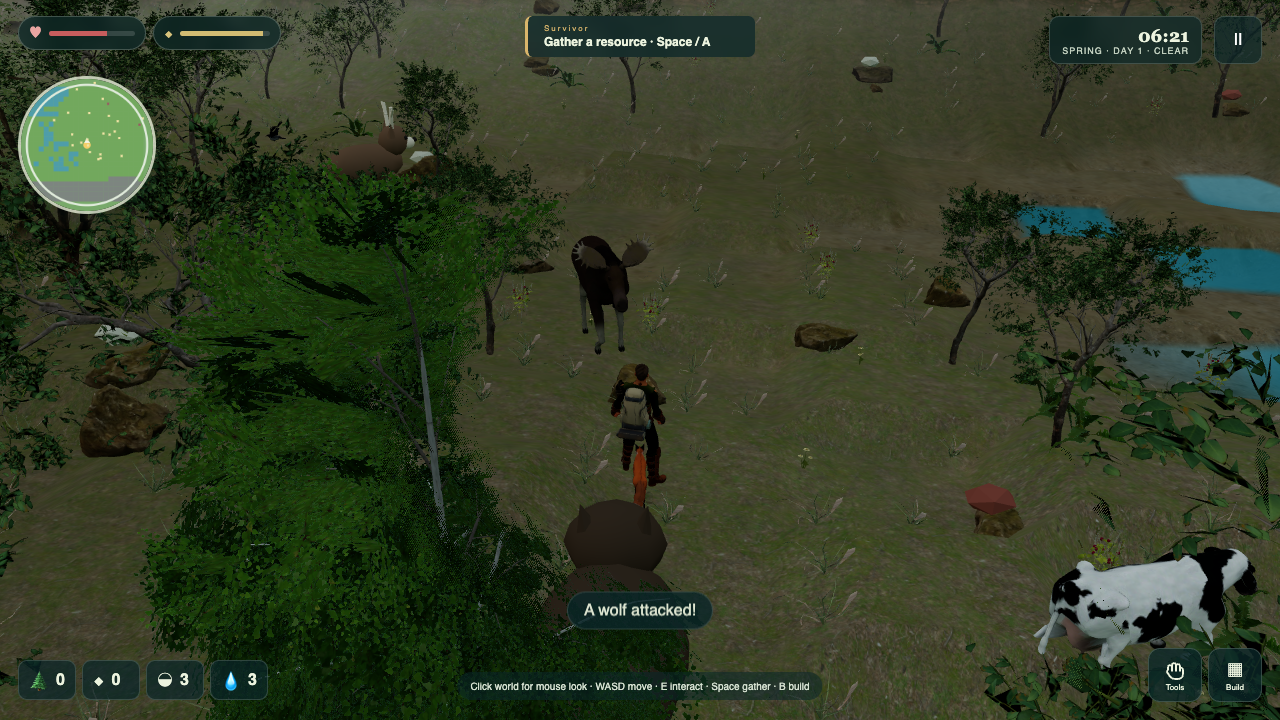 Survivor
Gather a resource · Space / A
06:21
SPRING · DAY 1 · CLEAR
A wolf attacked!
0
0
3
3
Click world for mouse look · WASD move · E interact · Space gather · B build
Tools
Build